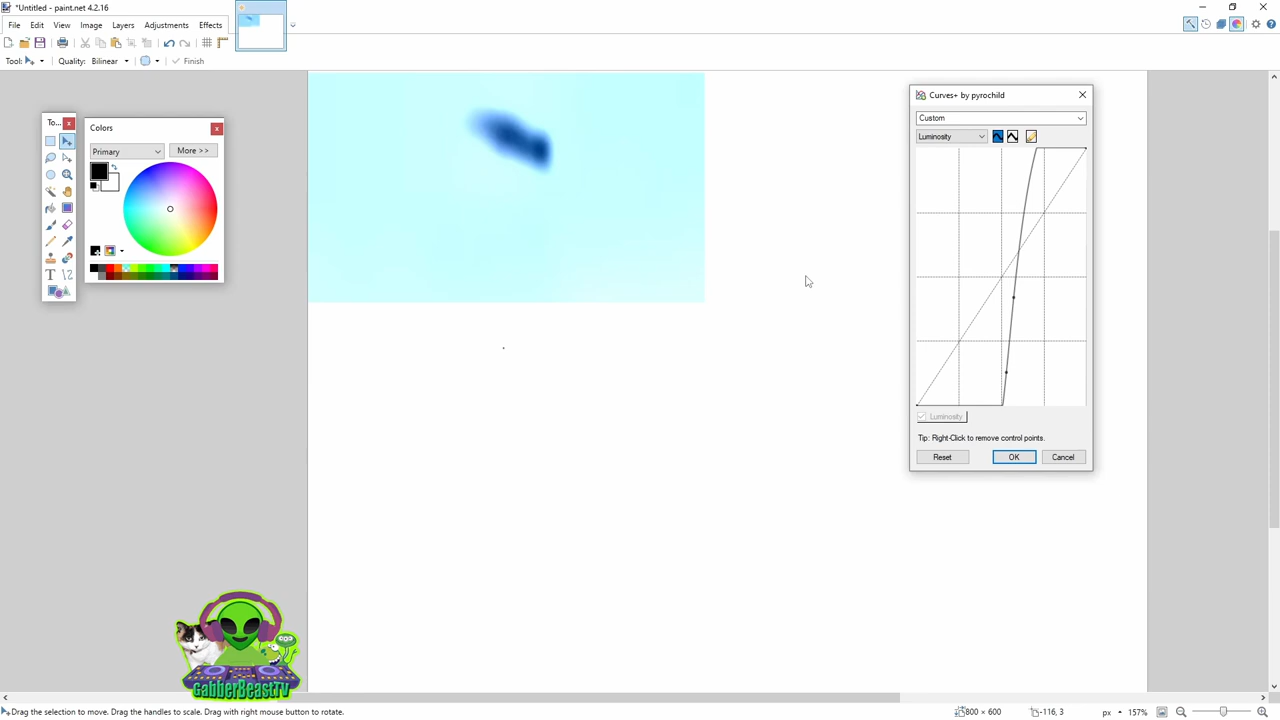 *Untitled - paint.net 4.2.16
File Edit View Image Layers Adjustments Effects
Tool: Quality: Bilinear Finish
To...
Colors
Primary More >>
Curves+ by pyrochild
Custom
Luminosity
Luminosity
Tip: Right-Click to remove control points.
Reset OK Cancel
GabberBeastTV
Drag the selection to move. Drag the handles to scale. Drag with right mouse button to rotate. 800 × 600 -116, 3 px 157%